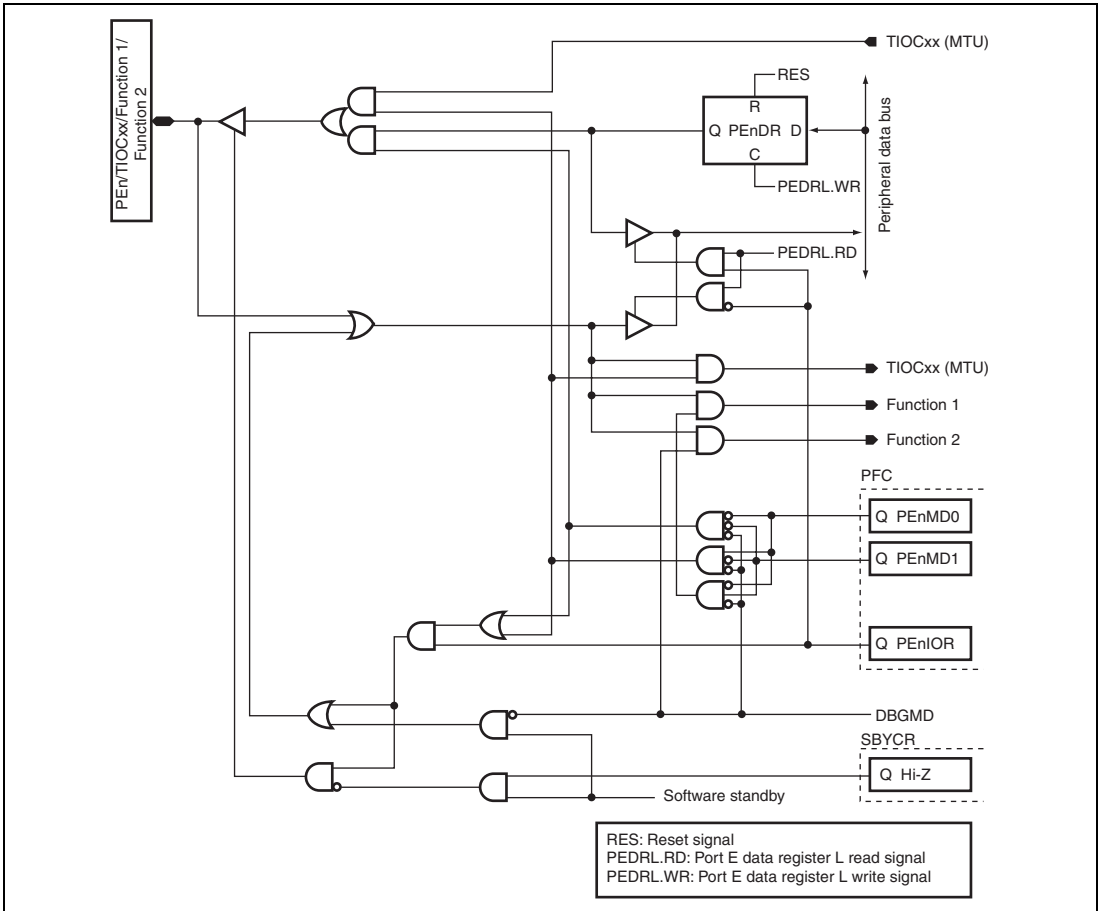 PEn/TIOCxx/Function 1/
Function 2
TIOCxx (MTU)
RES
R
Q PEnDR D
C
PEDRL.WR
Peripheral data bus
PEDRL.RD
TIOCxx (MTU)
Function 1
Function 2
PFC
Q PEnMD0
Q PEnMD1
Q PEnIOR
DBGMD
SBYCR
Q Hi-Z
Software standby
RES: Reset signal
PEDRL.RD: Port E data register L read signal
PEDRL.WR: Port E data register L write signal